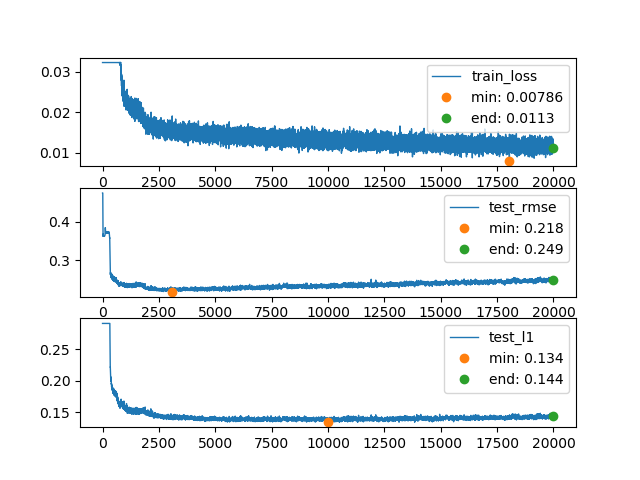 0.03
0.02
0.01
train_loss
min: 0.00786
end: 0.0113
0 2500 5000 7500 10000 12500 15000 17500 20000
0.4
0.3
test_rmse
min: 0.218
end: 0.249
0 2500 5000 7500 10000 12500 15000 17500 20000
0.25
0.20
0.15
test_l1
min: 0.134
end: 0.144
0 2500 5000 7500 10000 12500 15000 17500 20000